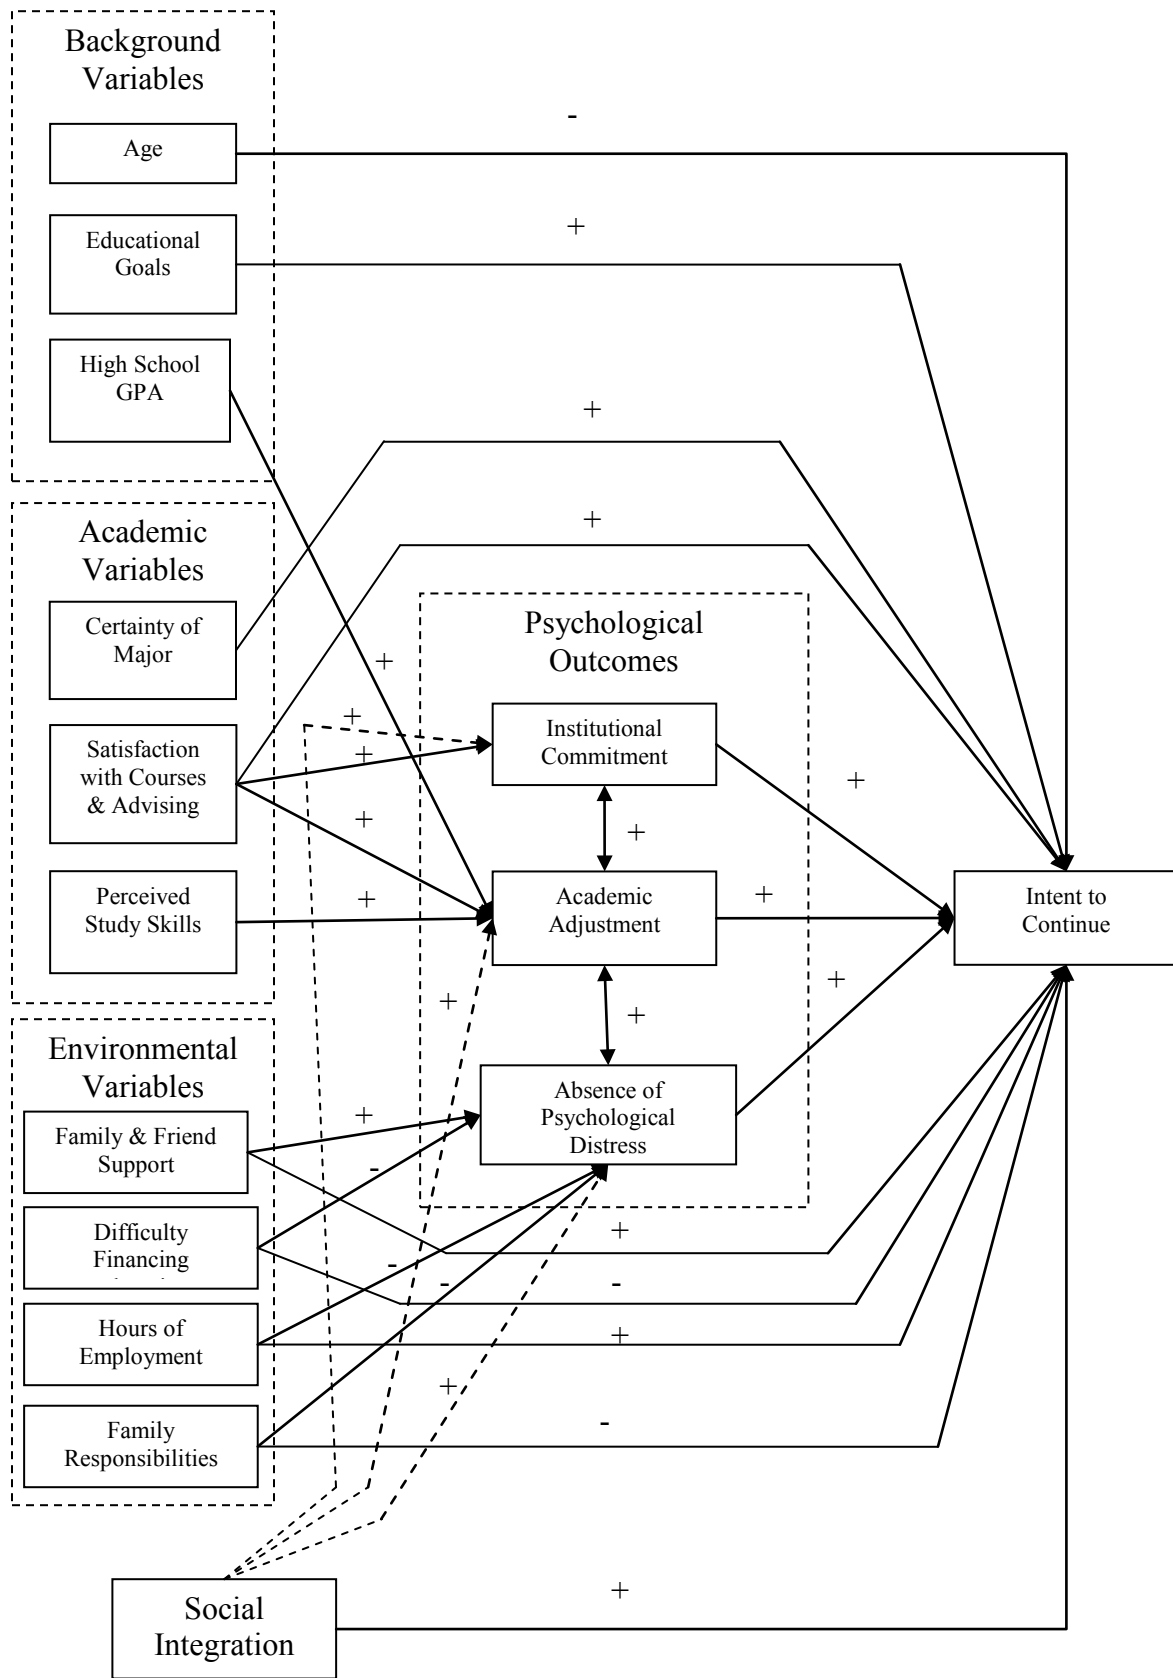 Background
Variables
-
Age
+
Educational
Goals
High School
GPA
+
+
Academic
Variables
Certainty of
Major
Psychological
Outcomes
+
+
Institutional
Commitment
Satisfaction
with Courses
& Advising
+
+
+
+
Perceived
Study Skills
+
Academic
Adjustment
+
Intent to
Continue
+
+
+
Environmental
Variables
Absence of
Psychological
Distress
Family & Friend
Support
+
-
Difficulty
Financing
+
-
-
-
Hours of
Employment
+
+
Family
Responsibilities
-
+
Social
Integration